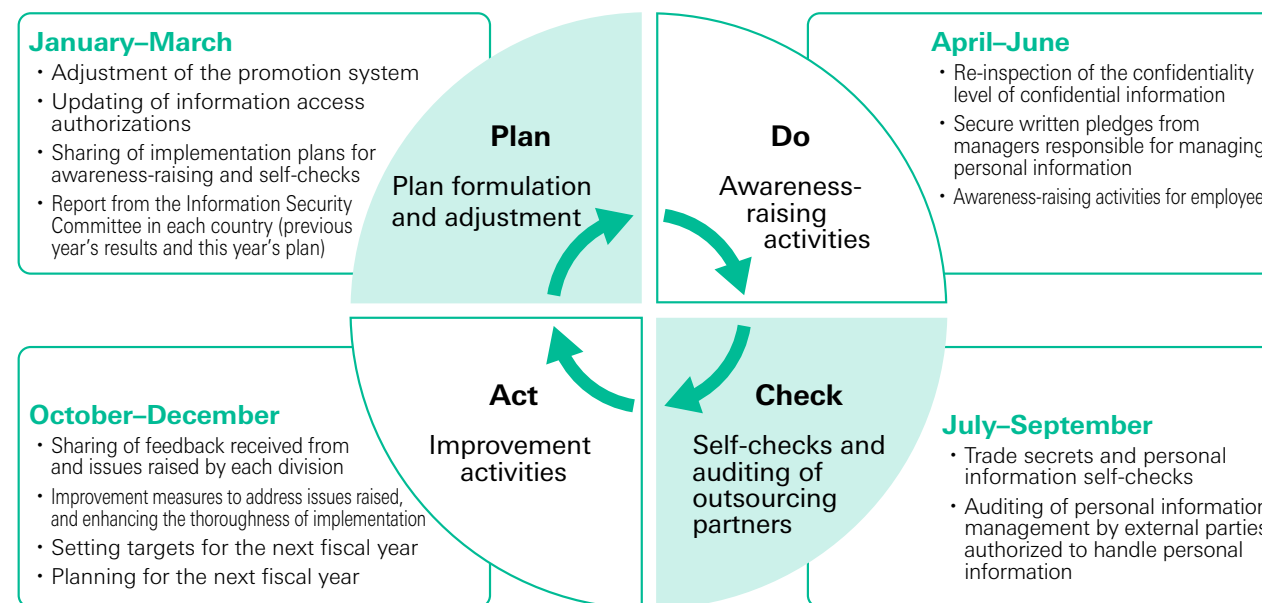 January–March
・Adjustment of the promotion system
・Updating of information access
authorizations
・Sharing of implementation plans for
awareness-raising and self-checks
・Report from the Information Security
Committee in each country (previous
year’s results and this year’s plan)
Plan
Plan formulation
and adjustment
Do
Awareness-
raising
activities
April–June
・Re-inspection of the confidentiality
level of confidential information
・Secure written pledges from
managers responsible for managing
personal information
・Awareness-raising activities for employee
October–December
・Sharing of feedback received from
and issues raised by each division
・Improvement measures to address issues raised,
and enhancing the thoroughness of implementation
・Setting targets for the next fiscal year
・Planning for the next fiscal year
Act
Improvement
activities
Check
Self-checks and
auditing of
outsourcing
partners
July–September
・Trade secrets and personal
information self-checks
・Auditing of personal information
management by external parties
authorized to handle personal
information